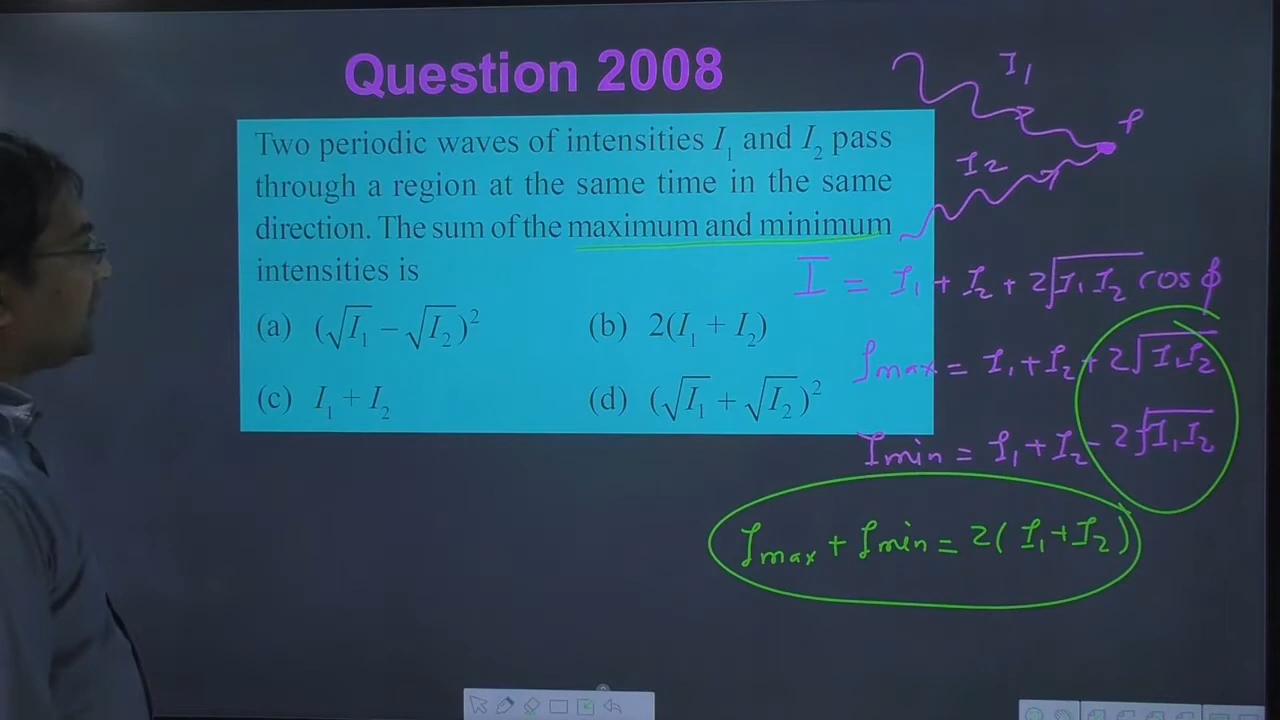 Question 2008
Two periodic waves of intensities I₁ and I₂ pass
through a region at the same time in the same
direction. The sum of the maximum and minimum
intensities is
(a) (√I₁ − √I₂)²
(b) 2(I₁ + I₂)
(c) I₁ + I₂
(d) (√I₁ + √I₂)²
I₁
P
I₂
I = I₁ + I₂ + 2√I₁ I₂ cos ϕ
Imax = I₁ + I₂ + 2√I₁I₂
Imin = I₁ + I₂ - 2√I₁I₂
Imax + Imin = 2( I₁ + I₂ )